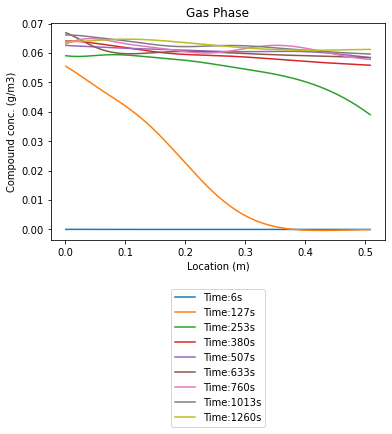 Gas Phase
Compound conc. (g/m3)
0.07
0.06
0.05
0.04
0.03
0.02
0.01
0.00
0.0 0.1 0.2 0.3 0.4 0.5
Location (m)
Time:6s
Time:127s
Time:253s
Time:380s
Time:507s
Time:633s
Time:760s
Time:1013s
Time:1260s